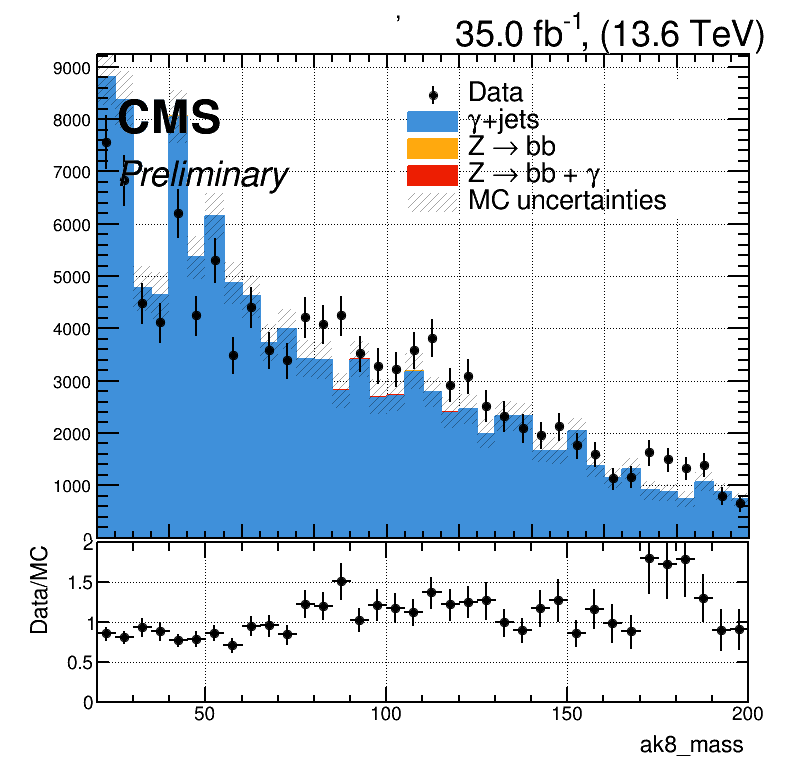 ,
35.0 fb-1, (13.6 TeV)
9000
8000
7000
6000
5000
4000
3000
2000
1000
0
CMS
Preliminary
Data
γ+jets
Z → bb
Z → bb + γ
MC uncertainties
2
1.5
1
0.5
0
Data/MC
50
100
150
200
ak8_mass